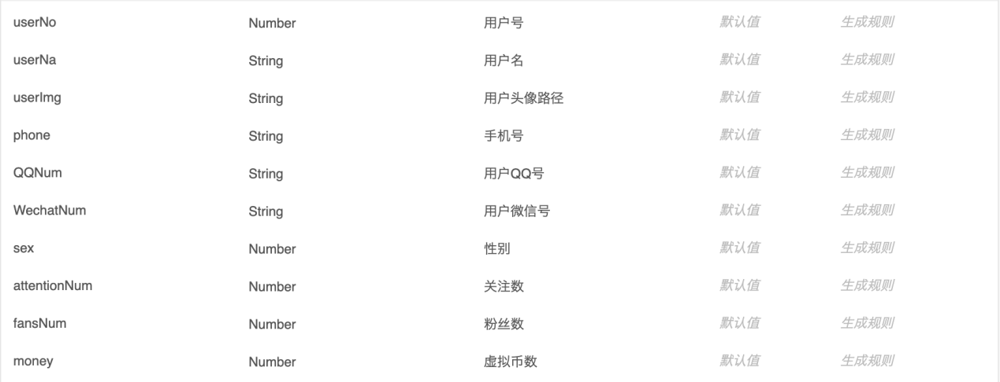 userNo Number 用户号 默认值 生成规则
userNa String 用户名 默认值 生成规则
userImg String 用户头像路径 默认值 生成规则
phone String 手机号 默认值 生成规则
QQNum String 用户QQ号 默认值 生成规则
WechatNum String 用户微信号 默认值 生成规则
sex Number 性别 默认值 生成规则
attentionNum Number 关注数 默认值 生成规则
fansNum Number 粉丝数 默认值 生成规则
money Number 虚拟币数 默认值 生成规则